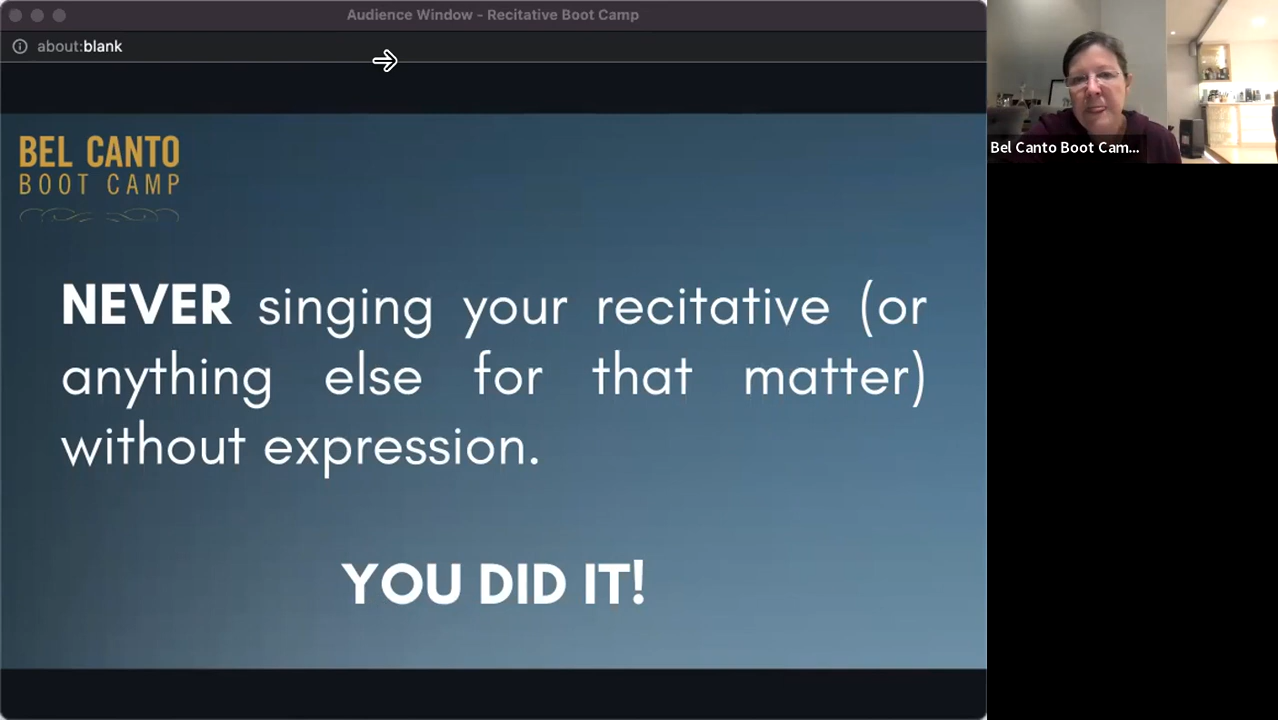 Audience Window - Recitative Boot Camp
about:blank
BEL CANTO
BOOT CAMP
NEVER singing your recitative (or
anything else for that matter)
without expression.
YOU DID IT!
Bel Canto Boot Cam...